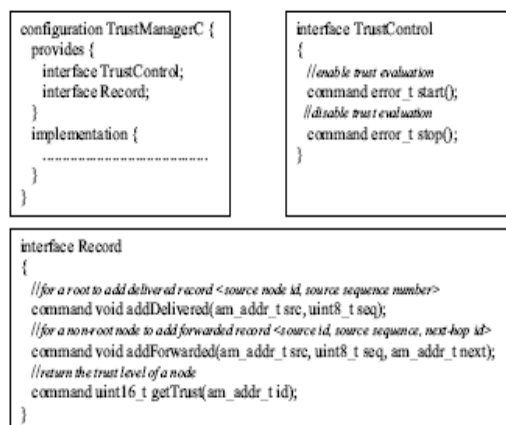 configuration TrustManagerC {
provides {
interface TrustControl;
interface Record;
}
implementation {
................................................
}
}
interface TrustControl
{
//enable trust evaluation
command error_t start();
//disable trust evaluation
command error_t stop();
}
interface Record
{
//for a root to add delivered record <source node id, source sequence number>
command void addDelivered(am_addr_t src, uint8_t seq);
//for a non-root node to add forwarded record <source id, source sequence, next-hop id>
command void addForwarded(am_addr_t src, uint8_t seq, am_addr_t next);
//return the trust level of a node
command uint16_t getTrust(am_addr_t id);
}